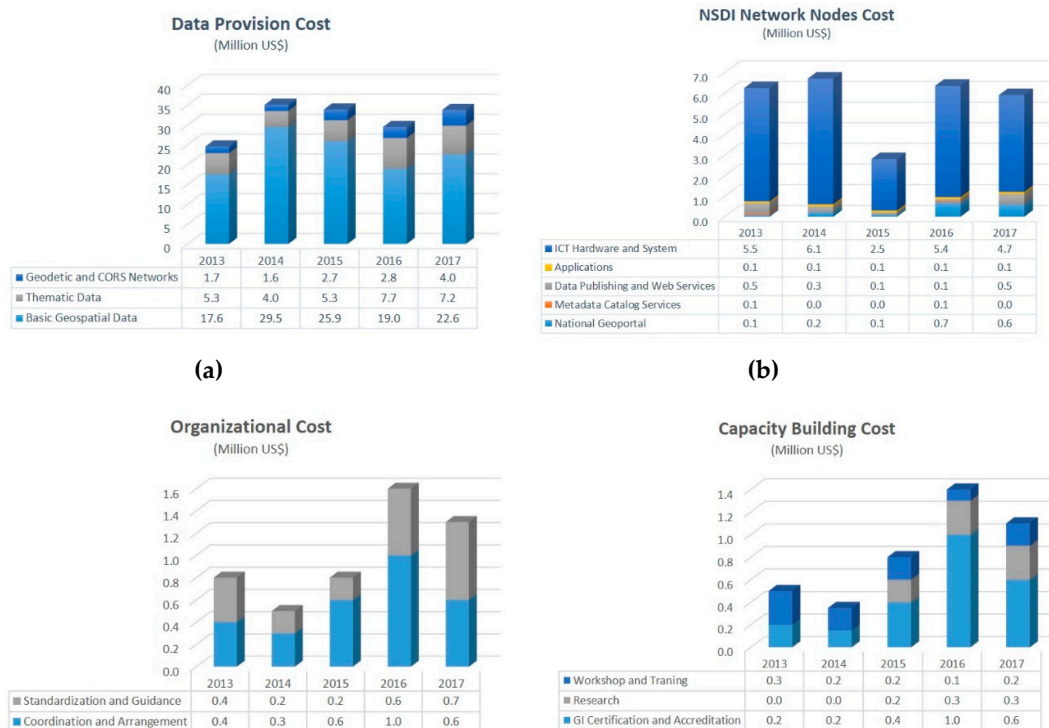 Data Provision Cost
(Million US$)
40
35
30
25
20
15
10
5
0
2013 2014 2015 2016 2017
Geodetic and CORS Networks 1.7 1.6 2.7 2.8 4.0
Thematic Data 5.3 4.0 5.3 7.7 7.2
Basic Geospatial Data 17.6 29.5 25.9 19.0 22.6
(a)
NSDI Network Nodes Cost
(Million US$)
7.0
6.0
5.0
4.0
3.0
2.0
1.0
0.0
2013 2014 2015 2016 2017
ICT Hardware and System 5.5 6.1 2.5 5.4 4.7
Applications 0.1 0.1 0.1 0.1 0.1
Data Publishing and Web Services 0.5 0.3 0.1 0.1 0.5
Metadata Catalog Services 0.1 0.0 0.0 0.1 0.0
National Geoportal 0.1 0.2 0.1 0.7 0.6
(b)
Organizational Cost
(Million US$)
1.6
1.4
1.2
1.0
0.8
0.6
0.4
0.2
0.0
2013 2014 2015 2016 2017
Standardization and Guidance 0.4 0.2 0.2 0.6 0.7
Coordination and Arrangement 0.4 0.3 0.6 1.0 0.6
Capacity Building Cost
(Million US$)
1.4
1.2
1.0
0.8
0.6
0.4
0.2
0.0
2013 2014 2015 2016 2017
Workshop and Traning 0.3 0.2 0.2 0.1 0.2
Research 0.0 0.0 0.2 0.3 0.3
GI Certification and Accreditation 0.2 0.2 0.4 1.0 0.6